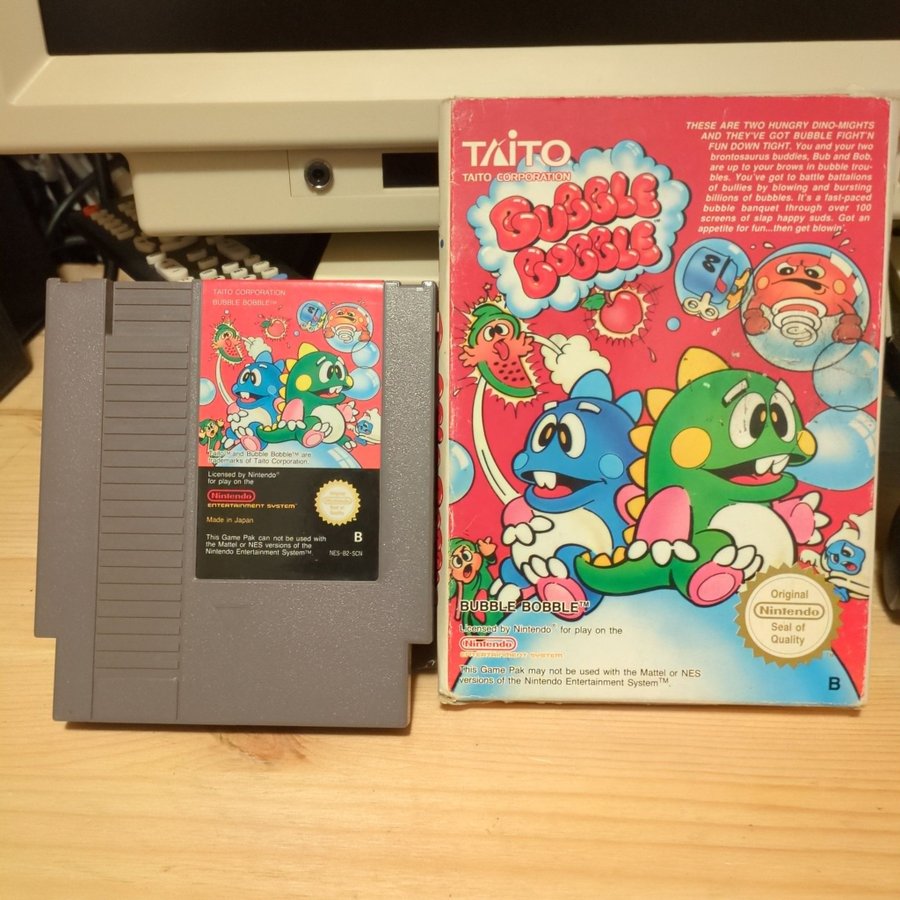 TAITO CORPORATION
BUBBLE BOBBLE™
Taito™ and Bubble Bobble™ are
trademarks of Taito Corporation.
Licensed by Nintendo®
for play on the
Nintendo
ENTERTAINMENT SYSTEM™
Made in Japan
Original
Nintendo
Seal of
Quality
This Game Pak can not be used with
the Mattel or NES versions of the
Nintendo Entertainment System™.
B
NES-B2-SCN
TAITO
TAITO CORPORATION
BUBBLE
BOBBLE™
THESE ARE TWO HUNGRY DINO-MIGHTS
AND THEY'VE GOT BUBBLE FIGHT'N
FUN DOWN TIGHT. You and your two
brontosaurus buddies, Bub and Bob,
are up to your brows in bubble trou-
bles. You've got to battle battalions
of bullies by blowing and bursting
billions of bubbles. It's a fast-paced
bubble banquet through over 100
screens of slap happy suds. Got an
appetite for fun...then get blowin'.
BUBBLE BOBBLE™
Licensed by Nintendo® for play on the
Nintendo
ENTERTAINMENT SYSTEM
This Game Pak may not be used with the Mattel or NES
versions of the Nintendo Entertainment System™.
Original
Nintendo
Seal of
Quality
B